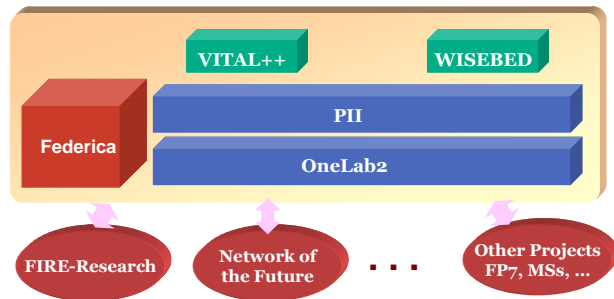 VITAL++
WISEBED
PII
Federica
OneLab2
FIRE-Research
Network of
the Future
. . .
Other Projects
FP7, MSs, ...